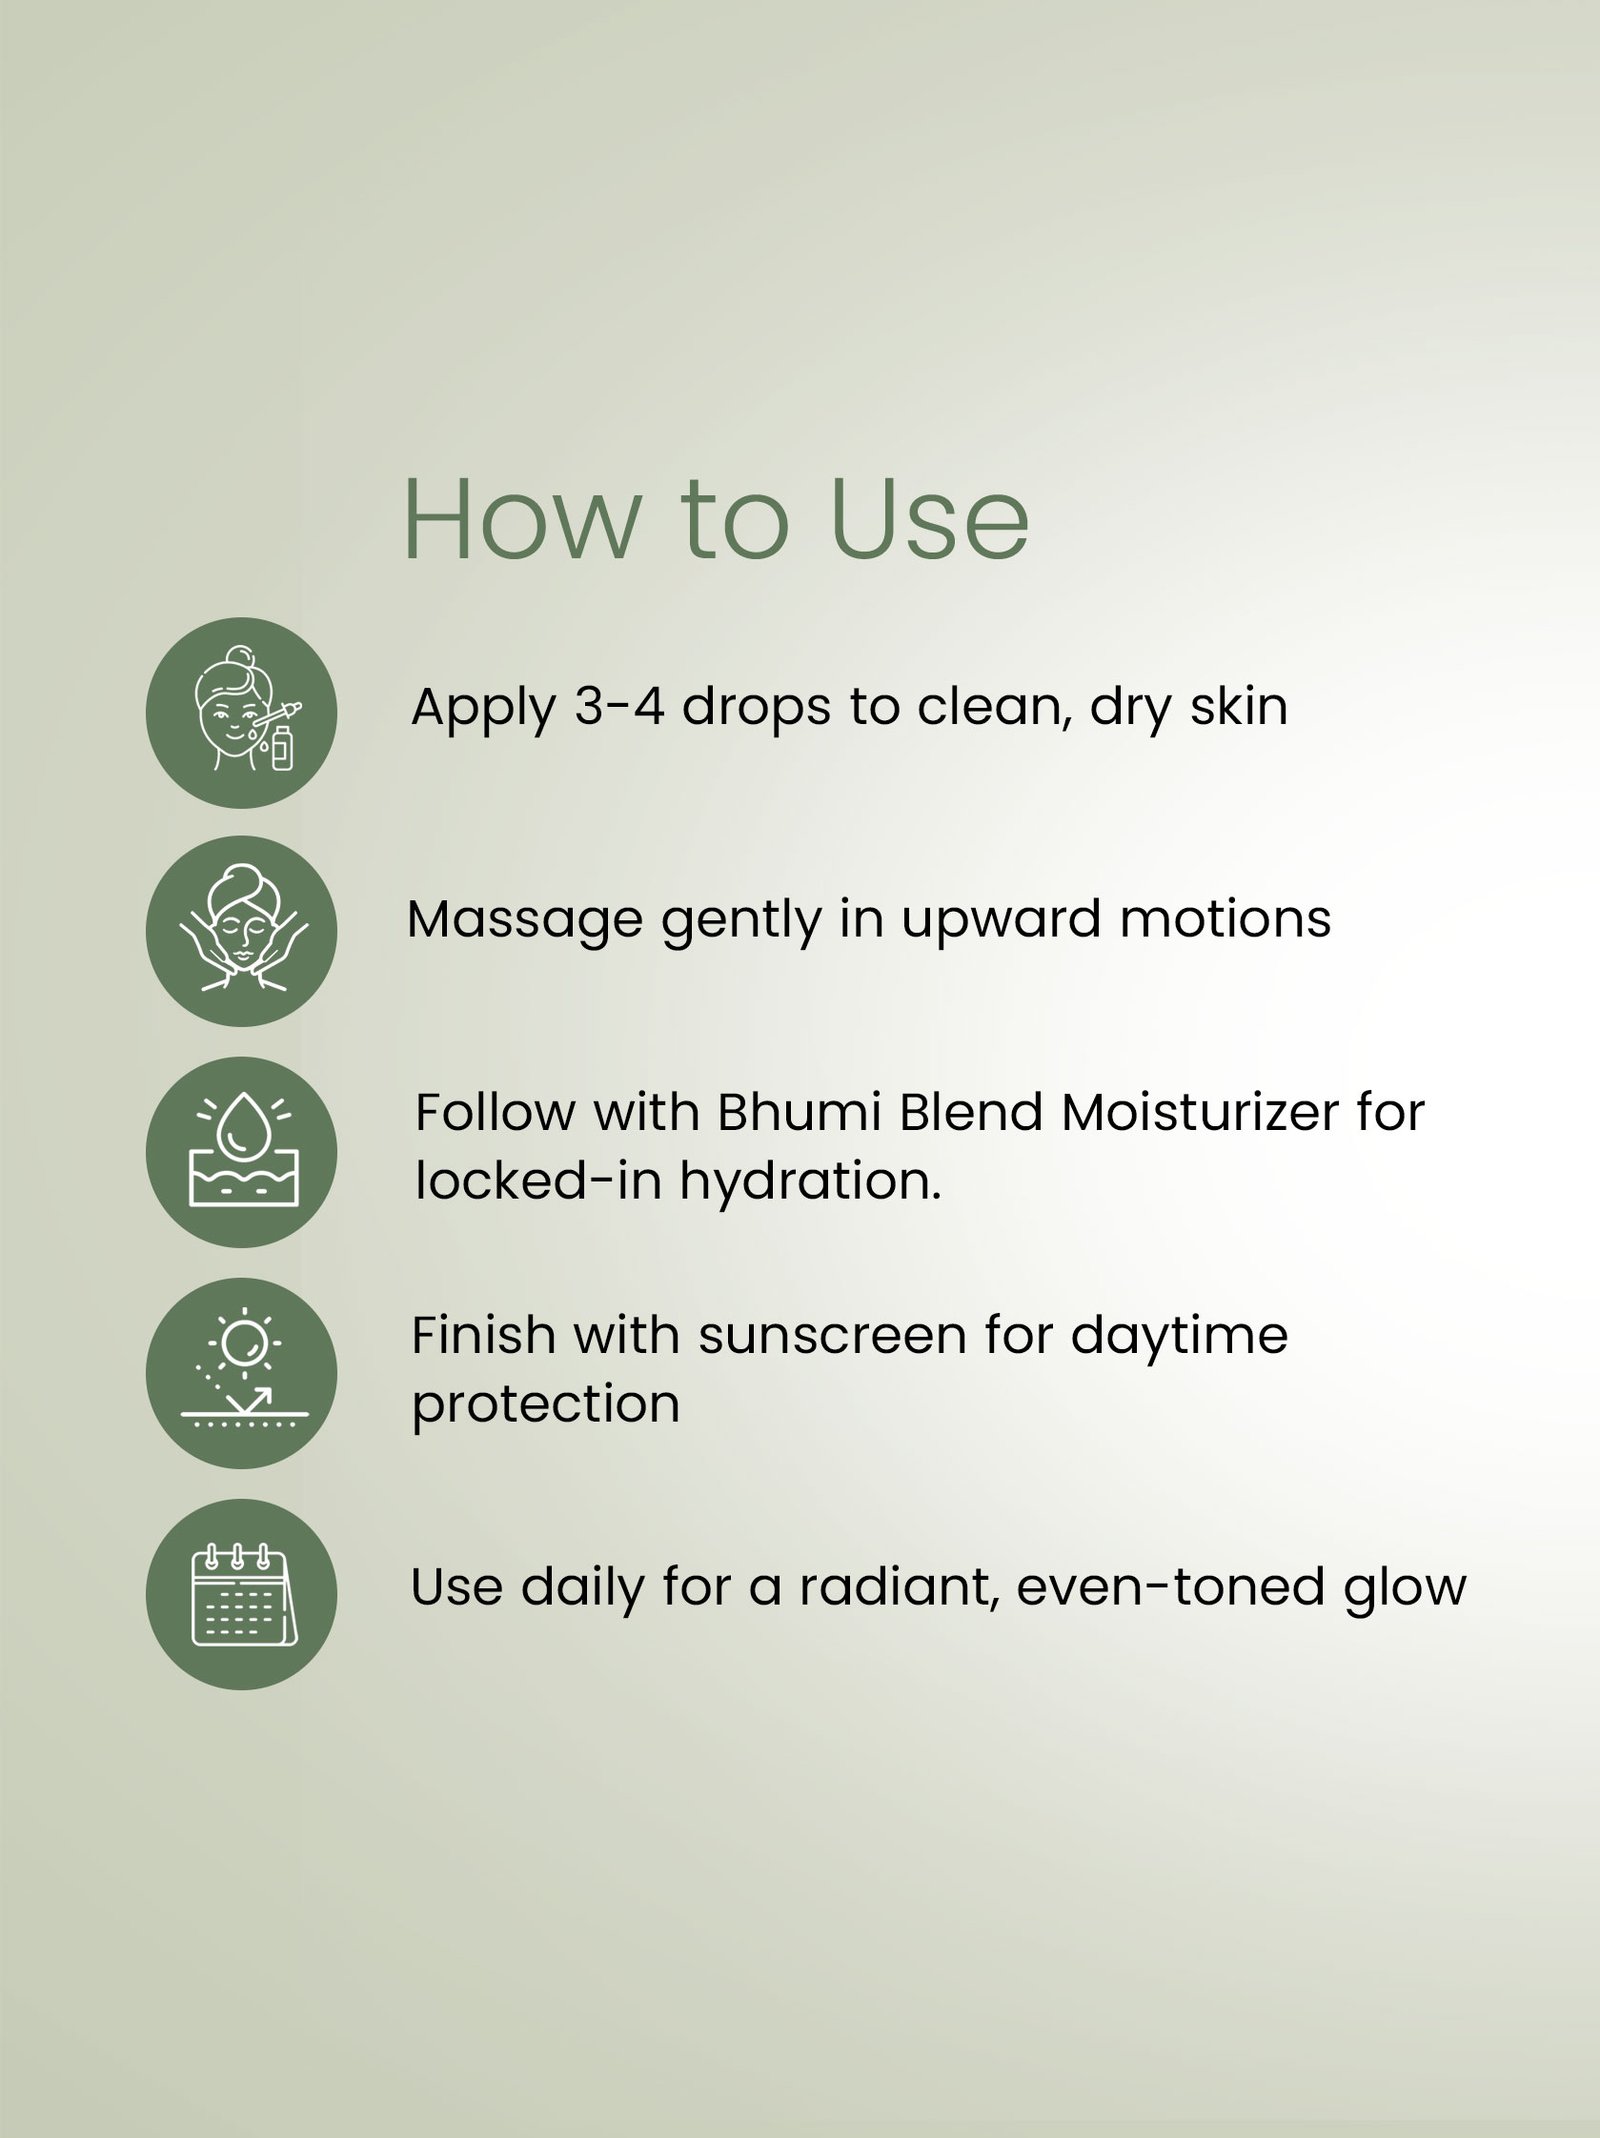 How to Use
Apply 3-4 drops to clean, dry skin
Massage gently in upward motions
Follow with Bhumi Blend Moisturizer for
locked-in hydration.
Finish with sunscreen for daytime
protection
Use daily for a radiant, even-toned glow